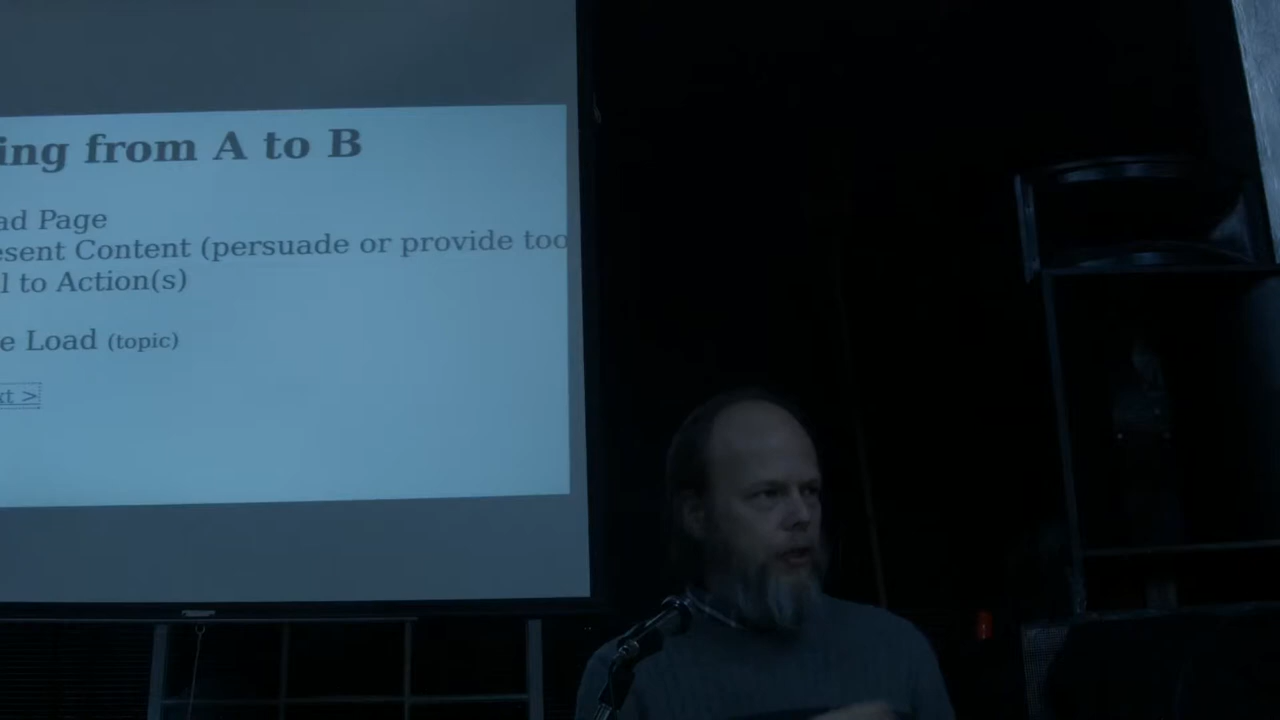 ing from A to B
ad Page
esent Content (persuade or provide too
l to Action(s)
e Load (topic)
xt >